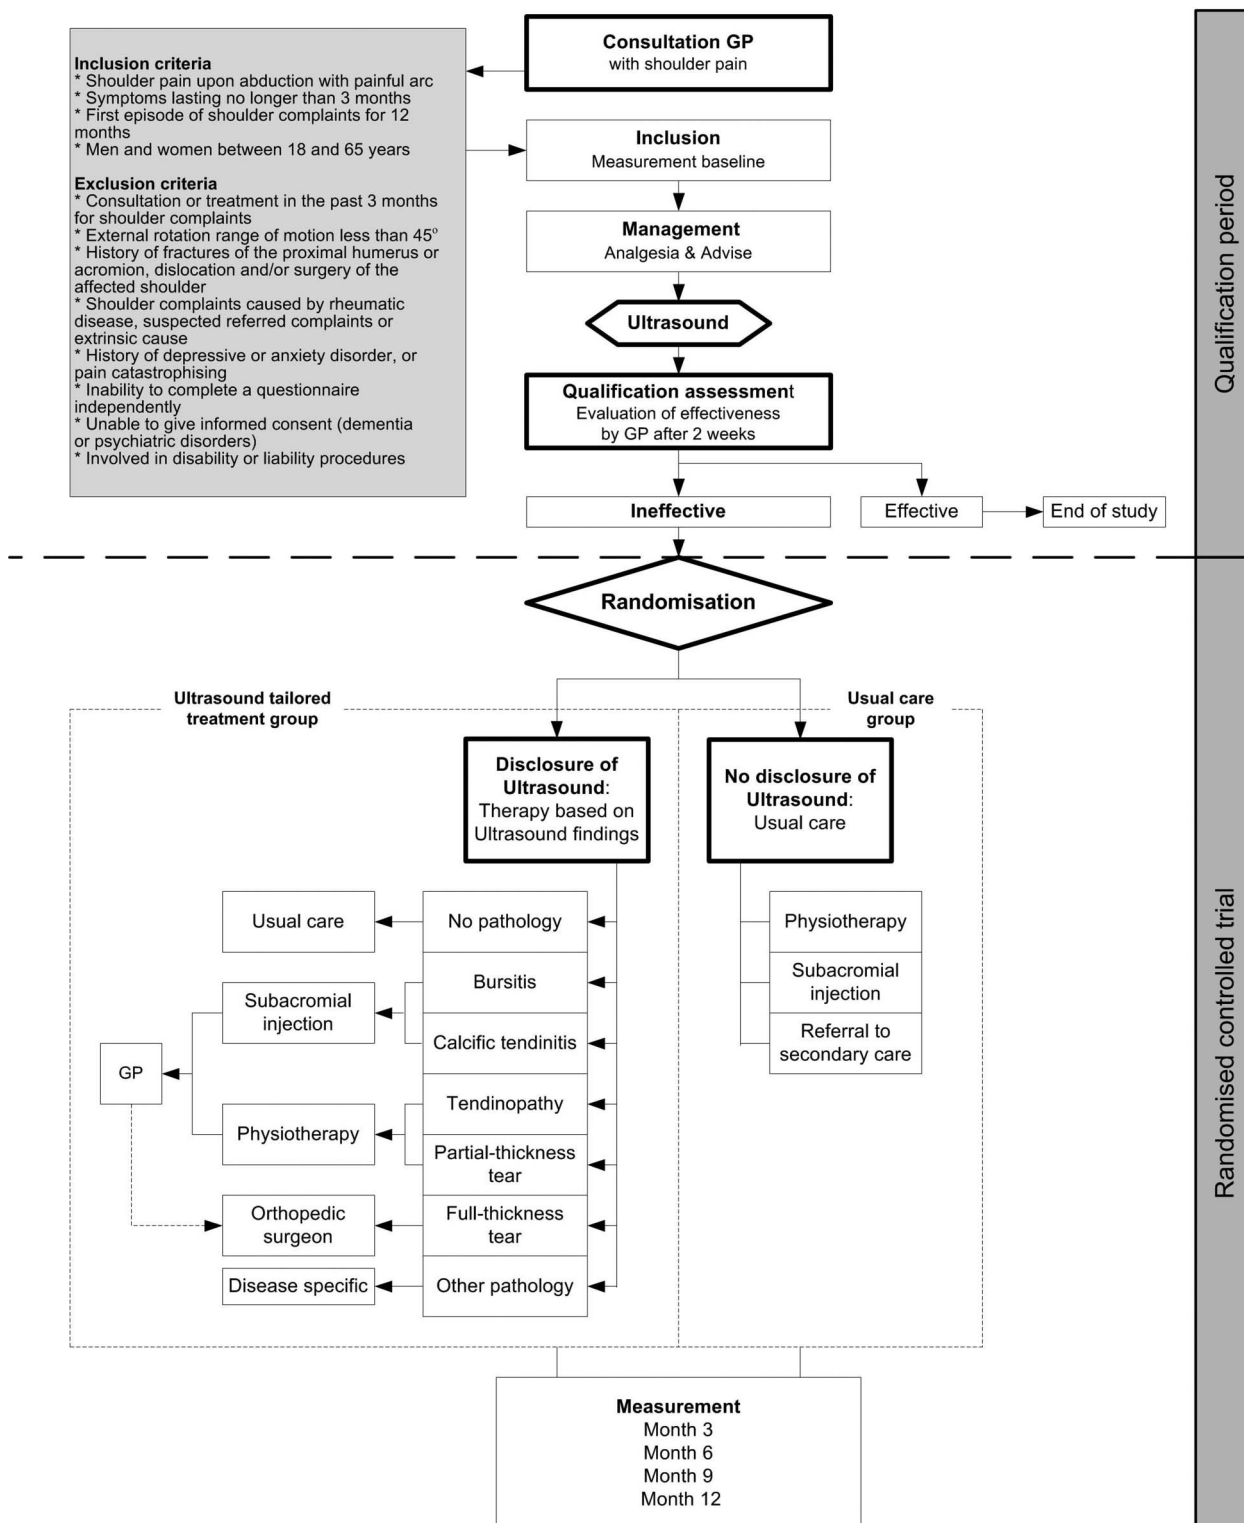 Consultation GP
with shoulder pain
Inclusion criteria
* Shoulder pain upon abduction with painful arc
* Symptoms lasting no longer than 3 months
* First episode of shoulder complaints for 12
months
* Men and women between 18 and 65 years
Exclusion criteria
* Consultation or treatment in the past 3 months
for shoulder complaints
* External rotation range of motion less than 45°
* History of fractures of the proximal humerus or
acromion, dislocation and/or surgery of the
affected shoulder
* Shoulder complaints caused by rheumatic
disease, suspected referred complaints or
extrinsic cause
* History of depressive or anxiety disorder, or
pain catastrophising
* Inability to complete a questionnaire
independently
* Unable to give informed consent (dementia
or psychiatric disorders)
* Involved in disability or liability procedures
Inclusion
Measurement baseline
Management
Analgesia & Advise
Ultrasound
Qualification assessment
Evaluation of effectiveness
by GP after 2 weeks
Ineffective
Effective
End of study
Qualification period
Randomisation
Ultrasound tailored
treatment group
Usual care
group
Disclosure of
Ultrasound:
Therapy based on
Ultrasound findings
No disclosure of
Ultrasound:
Usual care
Usual care
No pathology
Physiotherapy
Subacromial
injection
Bursitis
Subacromial
injection
Calcific tendinitis
Referral to
secondary care
GP
Physiotherapy
Tendinopathy
Partial-thickness
tear
Orthopedic
surgeon
Full-thickness
tear
Disease specific
Other pathology
Randomised controlled trial
Measurement
Month 3
Month 6
Month 9
Month 12